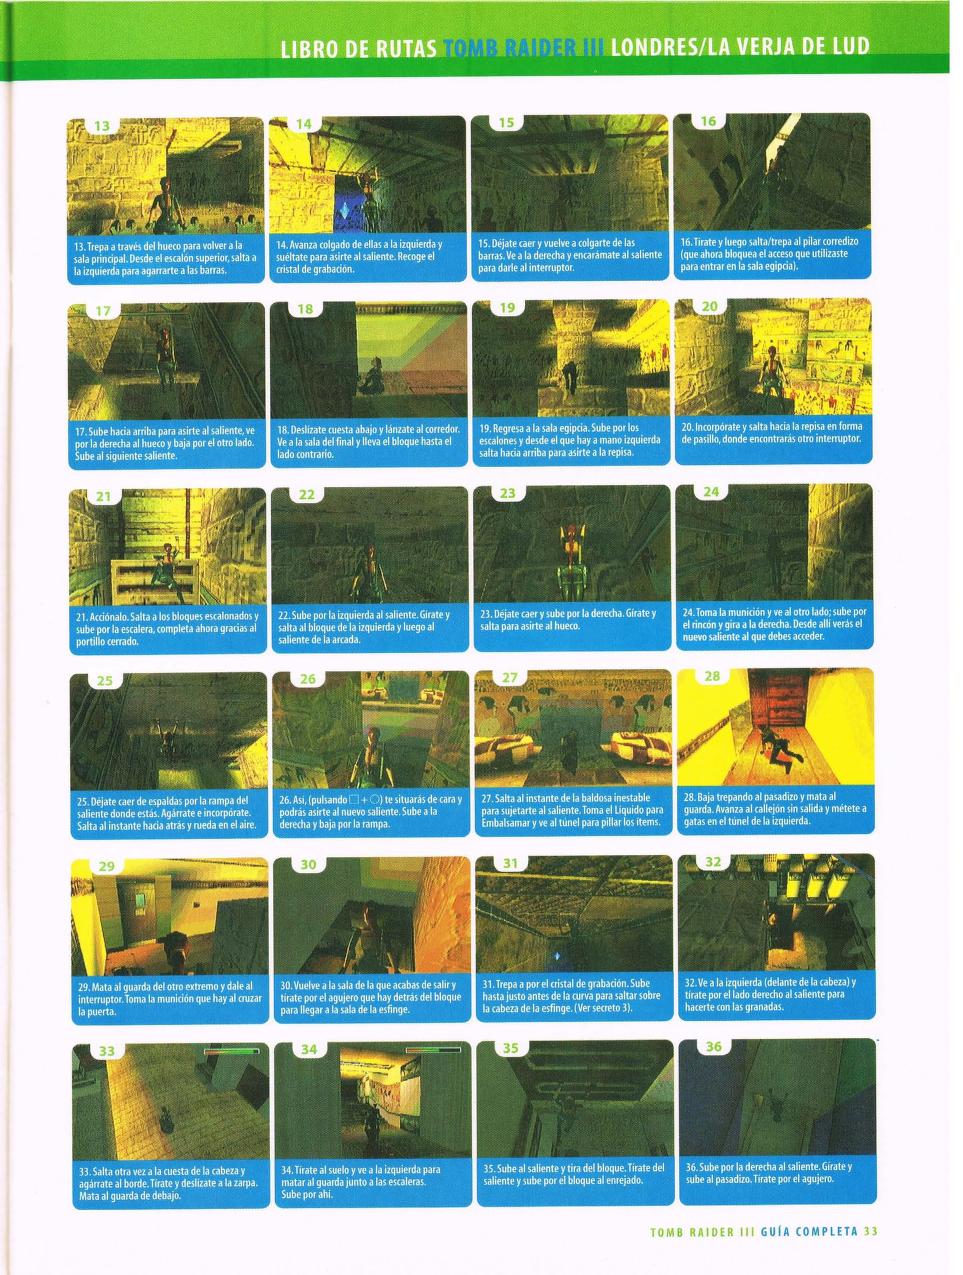 LIBRO DE RUTAS TOMB RAIDER III LONDRES/LA VERJA DE LUD
13
13. Trepa a través del hueco para volver a la
sala principal. Desde el escalón superior, salta a
la izquierda para agarrarte a las barras.
14
14. Avanza colgado de ellas a la izquierda y
suéltate para asirte al saliente. Recoge el
cristal de grabación.
15
15. Déjate caer y vuelve a colgarte de las
barras. Ve a la derecha y encarámate al saliente
para darle al interruptor.
16
16. Tírate y luego salta/trepa al pilar corredizo
(que ahora bloquea el acceso que utilizaste
para entrar en la sala egipcia).
17
17. Sube hacia arriba para asirte al saliente, ve
por la derecha al hueco y baja por el otro lado.
Sube al siguiente saliente.
18
18. Deslízate cuesta abajo y lánzate al corredor.
Ve a la sala del final y lleva el bloque hasta el
lado contrario.
19
19. Regresa a la sala egipcia. Sube por los
escalones y desde el que hay a mano izquierda
salta hacia arriba para asirte a la repisa.
20
20. Incorpórate y salta hacia la repisa en forma
de pasillo, donde encontrarás otro interruptor.
21
21. Acciónalo. Salta a los bloques escalonados y
sube por la escalera, completa ahora gracias al
portillo cerrado.
22
22. Sube por la izquierda al saliente. Gírate y
salta al bloque de la izquierda y luego al
saliente de la arcada.
23
23. Déjate caer y sube por la derecha. Gírate y
salta para asirte al hueco.
24
24. Toma la munición y ve al otro lado; sube por
el rincón y gira a la derecha. Desde allí verás el
nuevo saliente al que debes acceder.
25
25. Déjate caer de espaldas por la rampa del
saliente donde estás. Agárrate e incorpórate.
Salta al instante hacia atrás y rueda en el aire.
26
26. Asi, (pulsando □ + ○) te situarás de cara y
podrás asirte al nuevo saliente. Sube a la
derecha y baja por la rampa.
27
27. Salta al instante de la baldosa inestable
para sujetarte al saliente. Toma el Líquido para
Embalsamar y ve al túnel para pillar los ítems.
28
28. Baja trepando al pasadizo y mata al
guarda. Avanza al callejón sin salida y métete a
gatas en el túnel de la izquierda.
29
29. Mata al guarda del otro extremo y dale al
interruptor. Toma la munición que hay al cruzar
la puerta.
30
30. Vuelve a la sala de la que acabas de salir y
tírate por el agujero que hay detrás del bloque
para llegar a la sala de la esfinge.
31
31. Trepa a por el cristal de grabación. Sube
hasta justo antes de la curva para saltar sobre
la cabeza de la esfinge. (Ver secreto 3).
32
32. Ve a la izquierda (delante de la cabeza) y
tírate por el lado derecho al saliente para
hacerte con las granadas.
33
33. Salta otra vez a la cuesta de la cabeza y
agárrate al borde. Tírate y deslízate a la zarpa.
Mata al guarda de debajo.
34
34. Tírate al suelo y ve a la izquierda para
matar al guarda junto a las escaleras.
Sube por ahí.
35
35. Sube al saliente y tira del bloque. Tírate del
saliente y sube por el bloque al enrejado.
36
36. Sube por la derecha al saliente. Gírate y
sube al pasadizo. Tírate por el agujero.
TOMB RAIDER III GUÍA COMPLETA 33